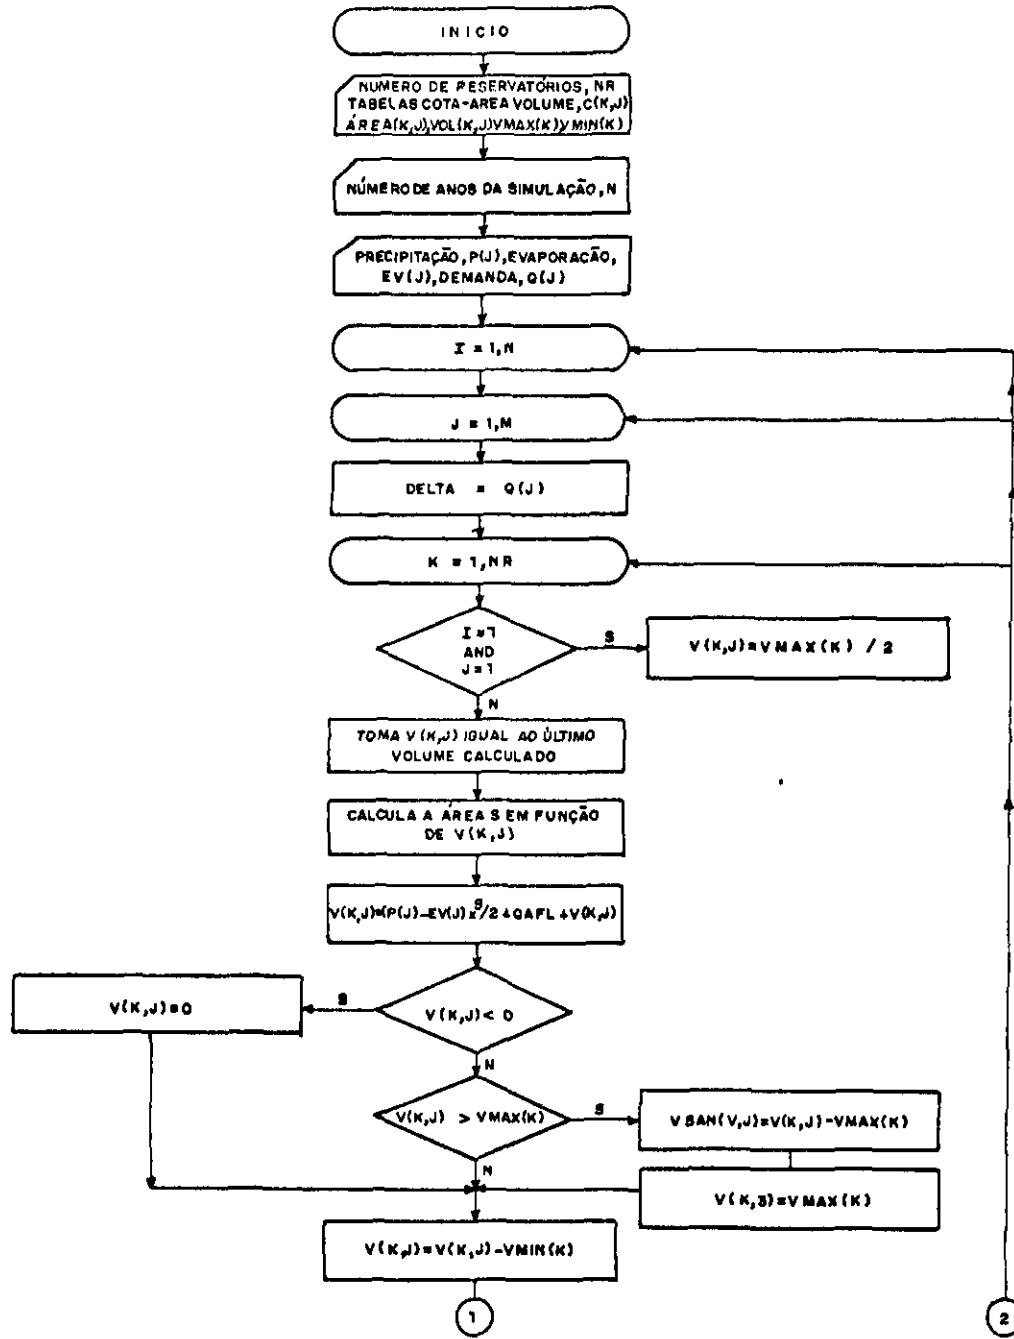 INICIO
NUMERO DE RESERVATÓRIOS, NR
TABELAS COTA-AREA VOLUME, C(K,J)
ÁREA(K,J),VOL(K,J)VMAX(K)VMIN(K)
NÚMERO DE ANOS DA SIMULAÇÃO, N
PRECIPITAÇÃO, P(J), EVAPORAÇÃO,
EV(J), DEMANDA, Q(J)
I = 1,N
J = 1,M
DELTA = Q(J)
K = 1,NR
I = 1
AND
J = 1
S
V(K,J)=VMAX(K) / 2
N
TOMA V(K,J) IGUAL AO ÚLTIMO
VOLUME CALCULADO
CALCULA A ÁREA S EM FUNÇÃO
DE V(K,J)
V(K,J)=(P(J)-EV(J)x S/2+QAFL+V(K,J)
V(K,J)< 0
S
V(K,J)=0
N
V(K,J) > VMAX(K)
S
V SAN(V,J)=V(K,J)-VMAX(K)
N
V(K,3)=VMAX(K)
V(K,J)=V(K,J)-VMIN(K)
1
2